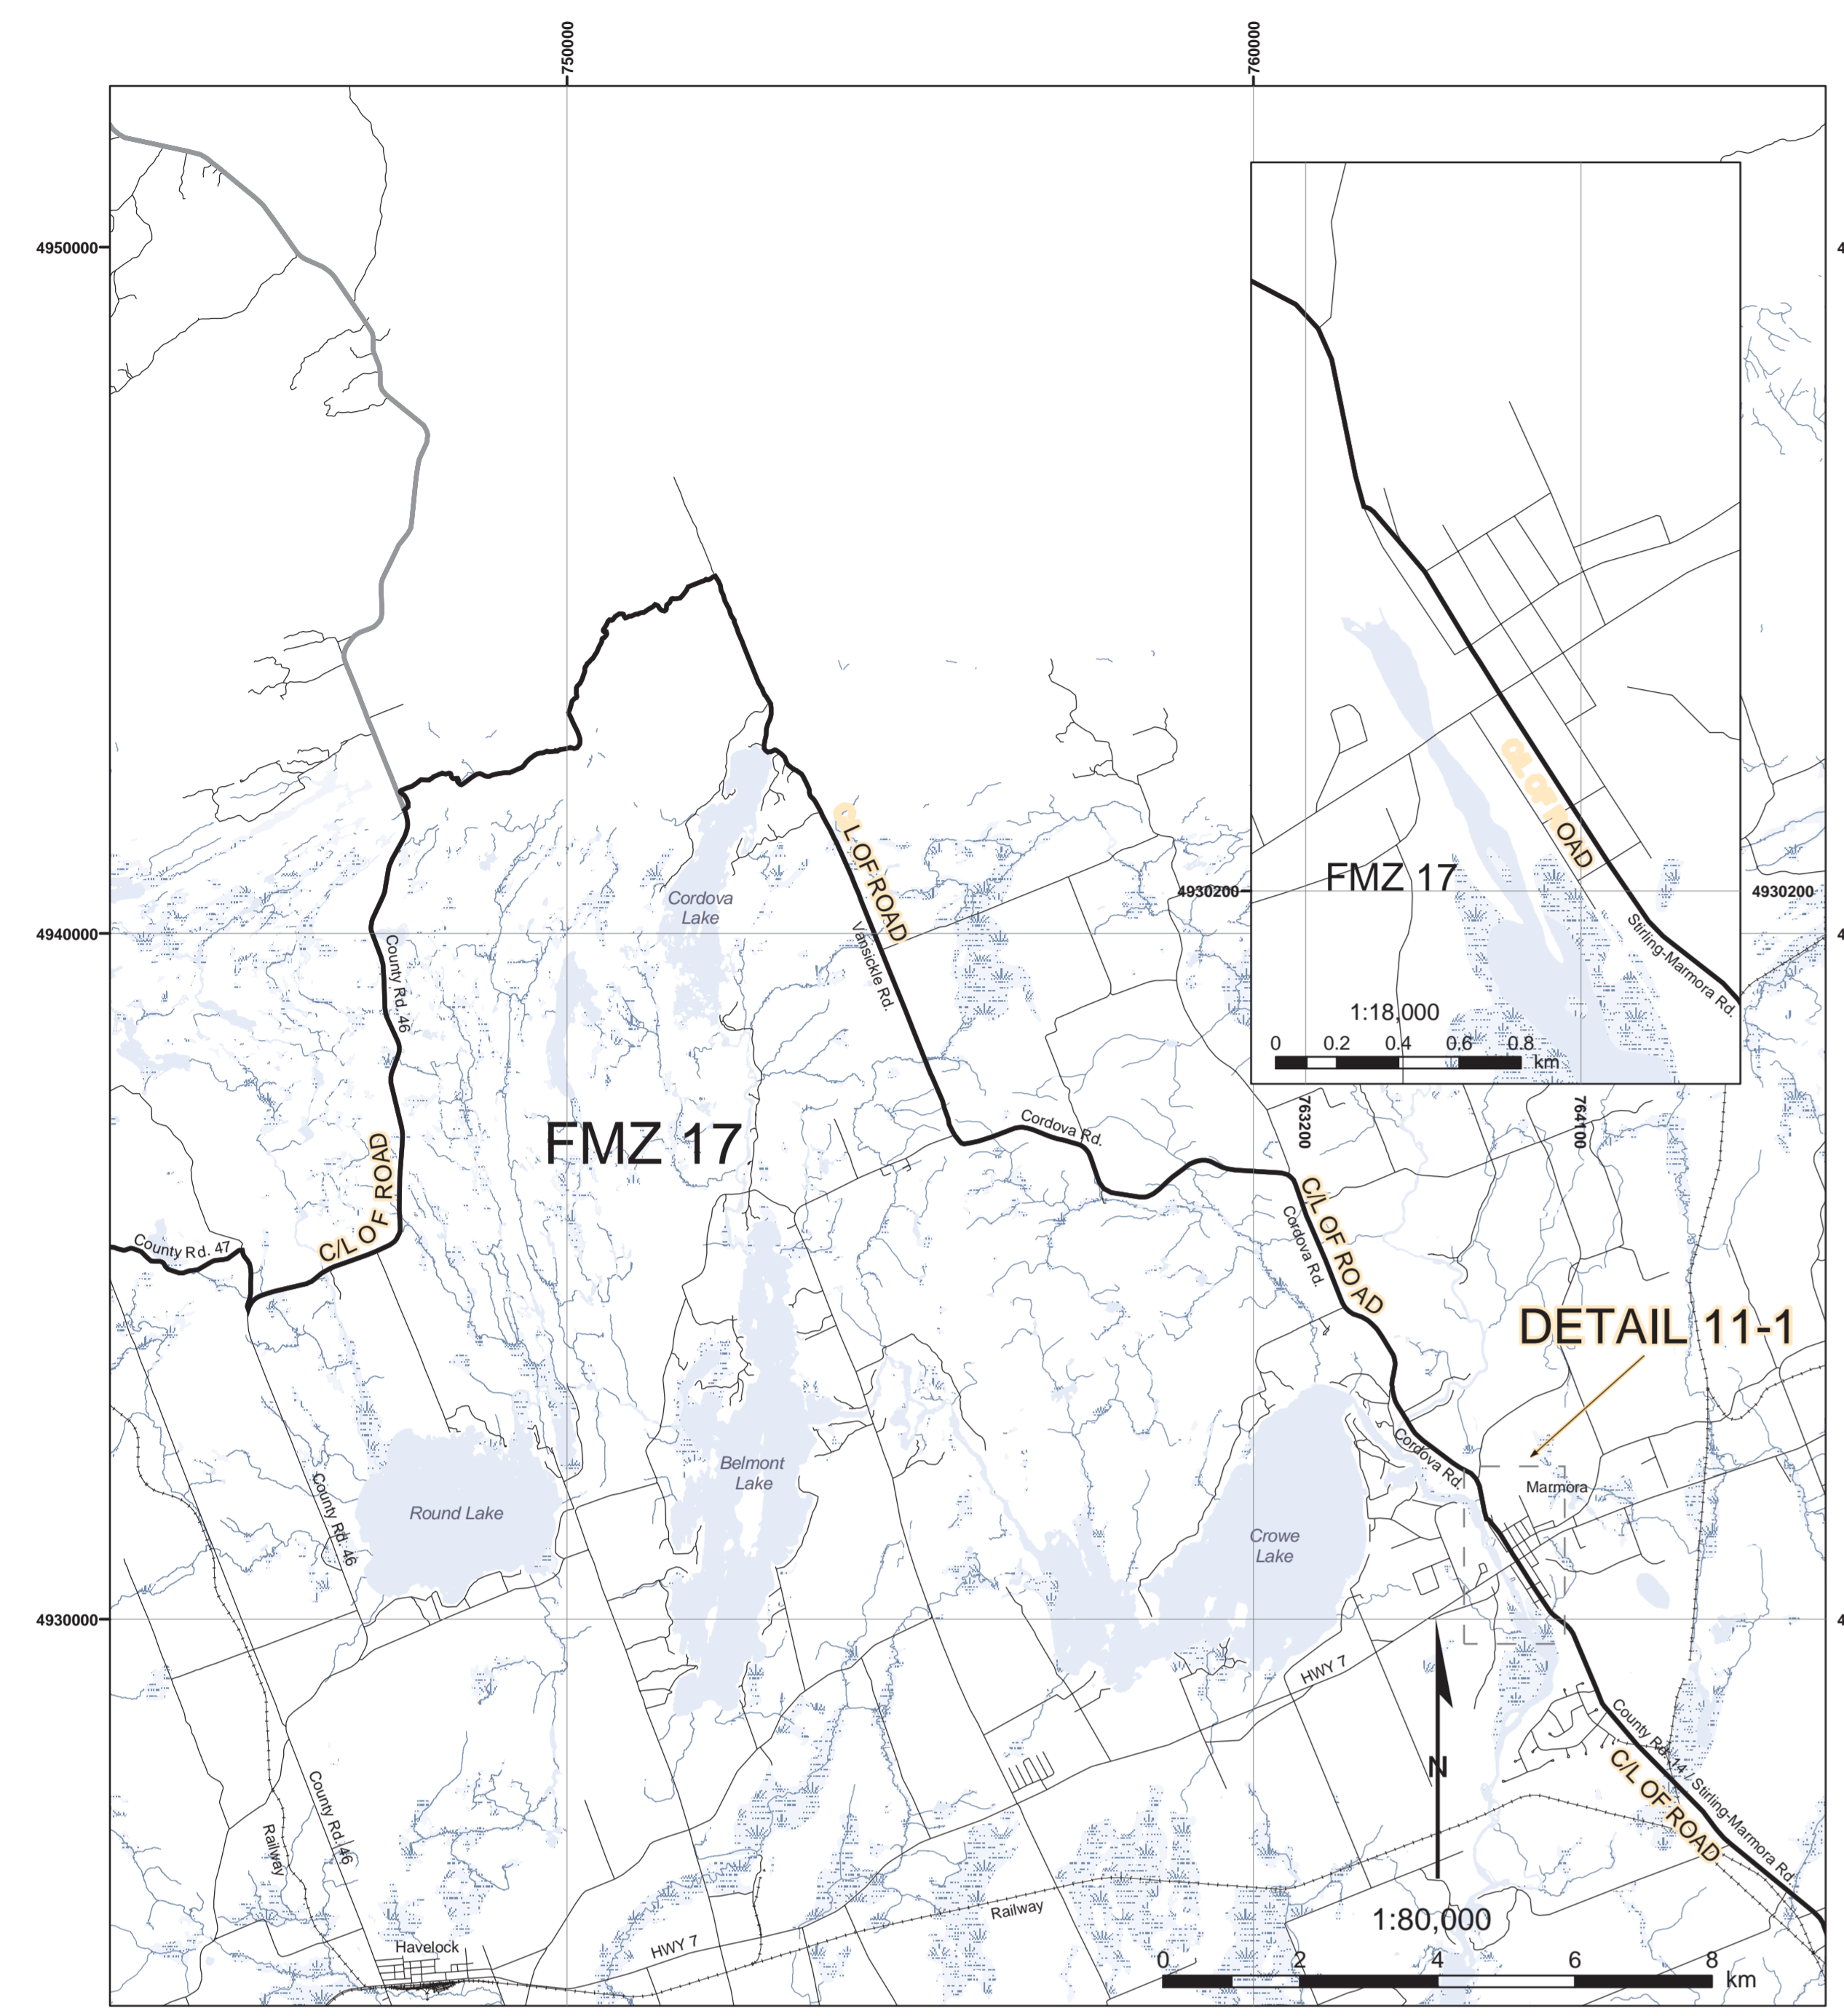 750000
760000
4950000
4
4940000
4
4930000
4
C/L OF ROAD
County Rd. 47
County Rd. 46
County Rd. 46
County Rd. 46
Railway
Havelock
Round Lake
FMZ 17
Cordova
Lake
L OF ROAD
Vansickle Rd.
Cordova Rd.
Belmont
Lake
Crowe
Lake
C/L OF ROAD
Cordova Rd.
Cordova Rd.
DETAIL 11-1
Marmora
HWY 7
HWY 7
Railway
N
County Rd. 14 / Stirling-Marmora Rd.
C/L OF ROAD
1:80,000
0 2 4 6 8 km
FMZ 17
OAD
Stirling-Marmora Rd.
4930200
4930200
1:18,000
0 0.2 0.4 0.6 0.8 km
763200
764100